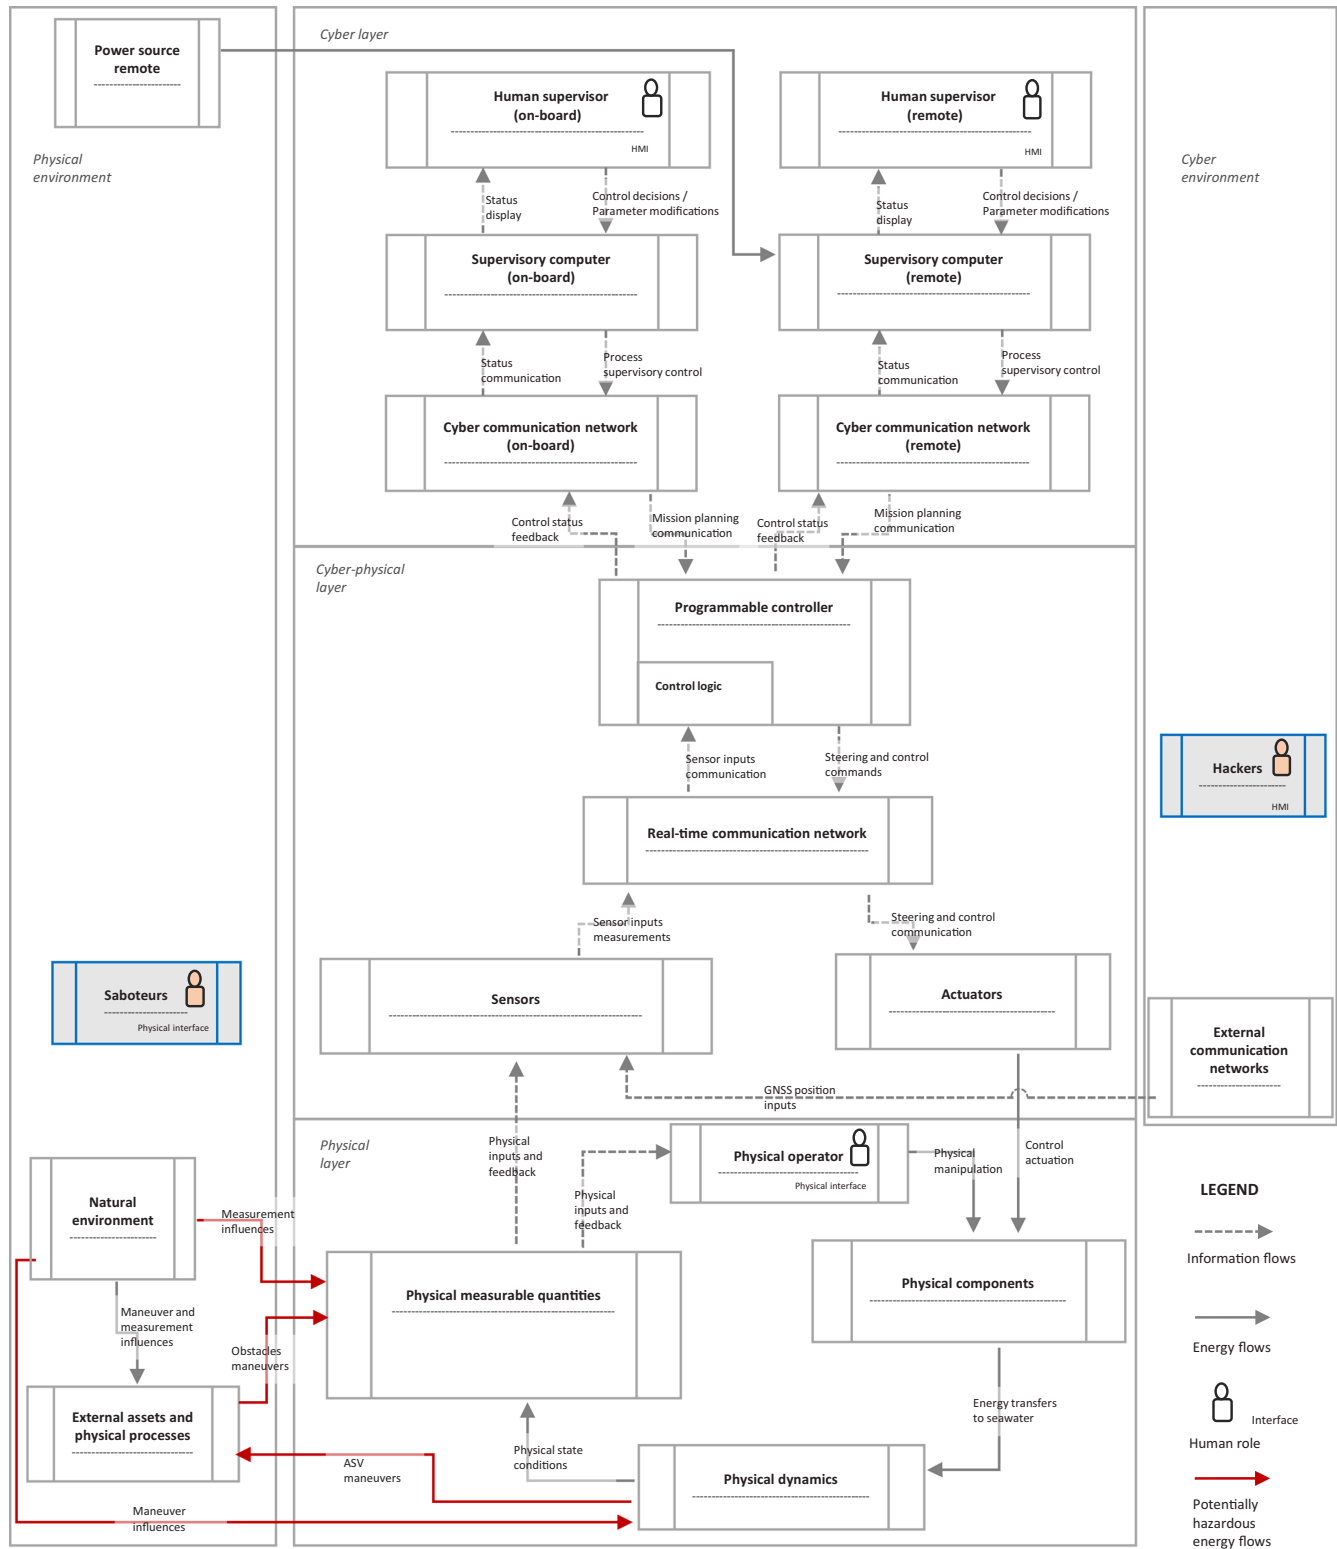 Cyber layer
Power source
remote
Physical
environment
Human supervisor
(on-board)
HMI
Human supervisor
(remote)
HMI
Cyber
environment
Status
display
Control decisions /
Parameter modifications
Status
display
Control decisions /
Parameter modifications
Supervisory computer
(on-board)
Supervisory computer
(remote)
Status
communication
Process
supervisory control
Status
communication
Process
supervisory control
Cyber communication network
(on-board)
Cyber communication network
(remote)
Control status
feedback
Mission planning
communication
Control status
feedback
Mission planning
communication
Cyber-physical
layer
Programmable controller
Control logic
Sensor inputs
communication
Steering and control
commands
Hackers
HMI
Real-time communication network
Sensor inputs
measurements
Steering and control
communication
Saboteurs
Physical interface
Sensors
Actuators
External
communication
networks
GNSS position
inputs
Physical
layer
Physical
inputs and
feedback
Physical operator
Physical interface
Physical
manipulation
Control
actuation
Physical
inputs and
feedback
Natural
environment
Measurement
influences
Physical measurable quantities
Physical components
Maneuver and
measurement
influences
Obstacles
maneuvers
External assets and
physical processes
Energy transfers
to seawater
ASV
maneuvers
Physical state
conditions
Physical dynamics
Maneuver
influences
LEGEND
Information flows
Energy flows
Interface
Human role
Potentially
hazardous
energy flows